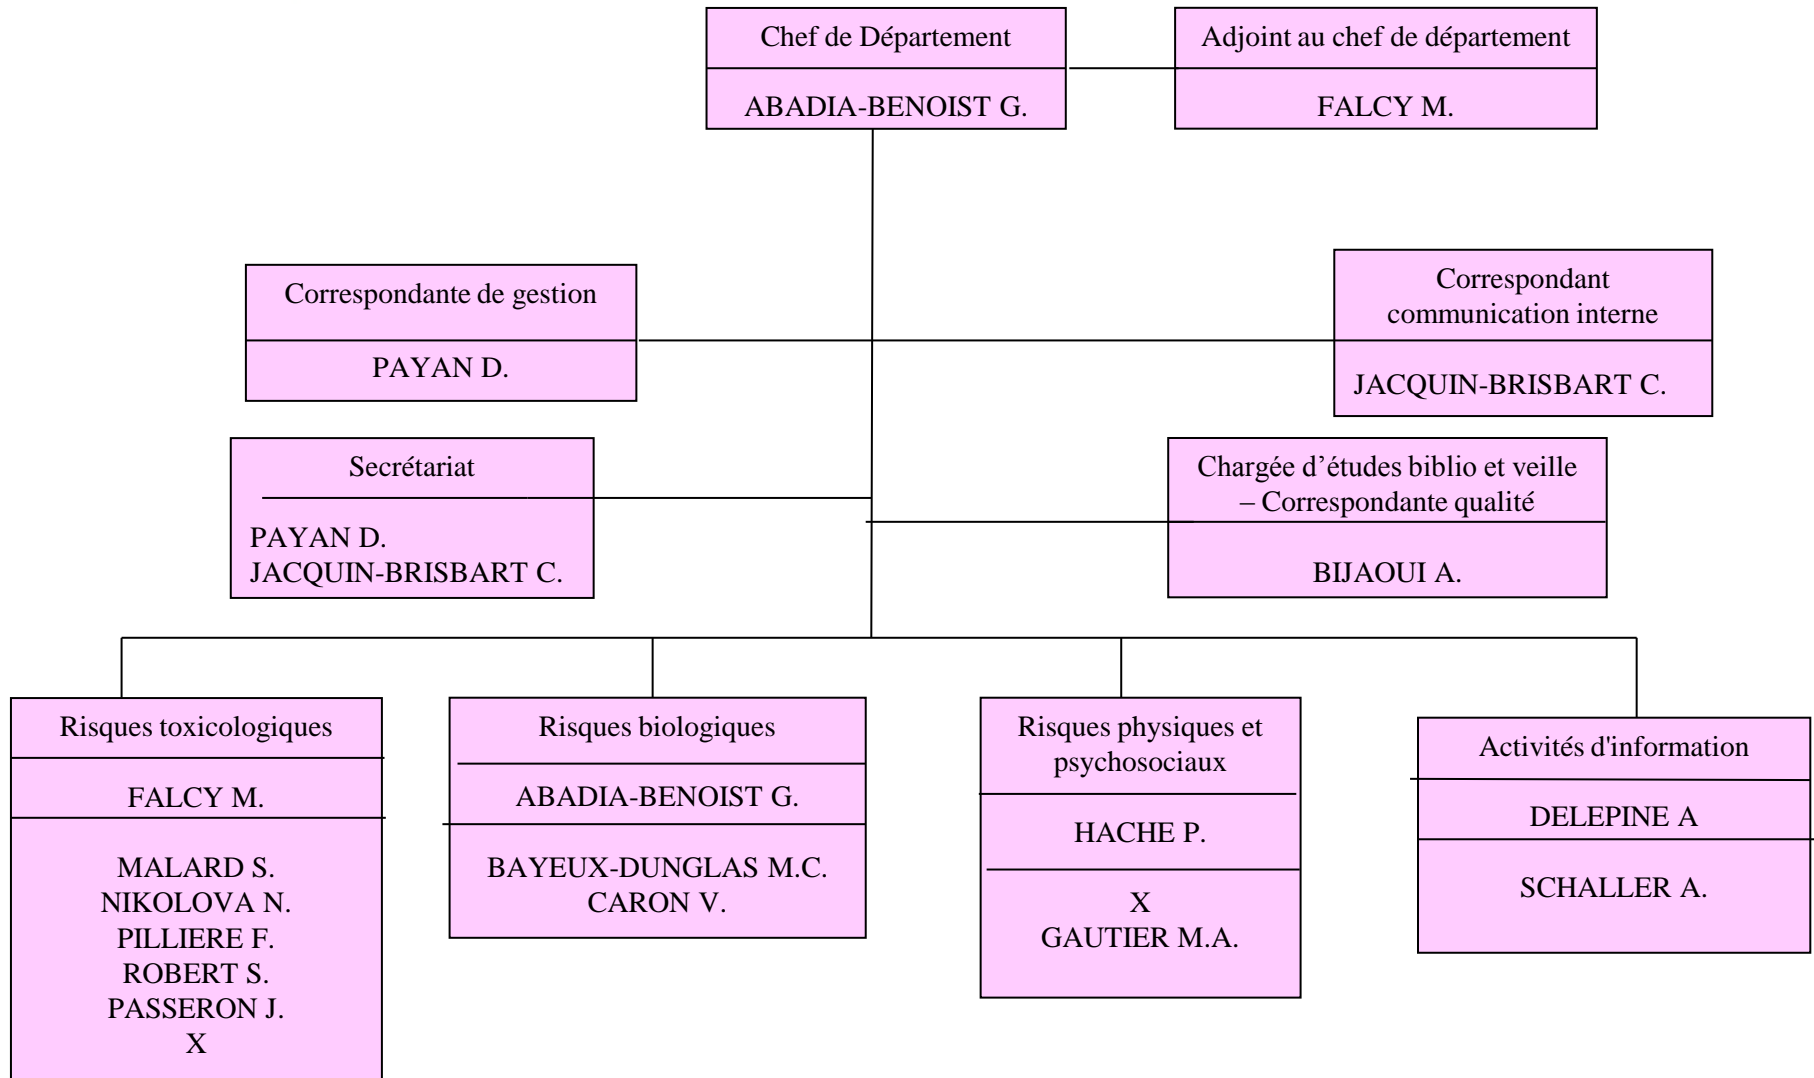 Chef de Département
ABADIA-BENOIST G.
Adjoint au chef de département
FALCY M.
Correspondante de gestion
PAYAN D.
Correspondant
communication interne
JACQUIN-BRISBART C.
Secrétariat
PAYAN D.
JACQUIN-BRISBART C.
Chargée d’études biblio et veille
– Correspondante qualité
BIJAOUI A.
Risques toxicologiques
FALCY M.
MALARD S.
NIKOLOVA N.
PILLIERE F.
ROBERT S.
PASSERON J.
X
Risques biologiques
ABADIA-BENOIST G.
BAYEUX-DUNGLAS M.C.
CARON V.
Risques physiques et
psychosociaux
HACHE P.
X
GAUTIER M.A.
Activités d'information
DELEPINE A
SCHALLER A.